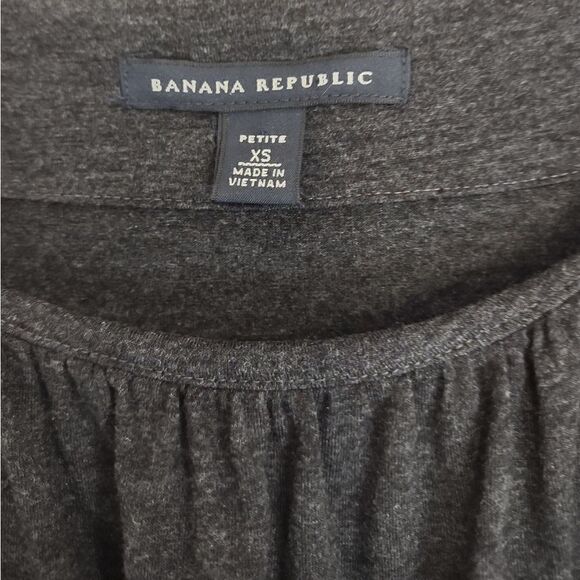 BANANA REPUBLIC
PETITE
XS
MADE IN
VIETNAM